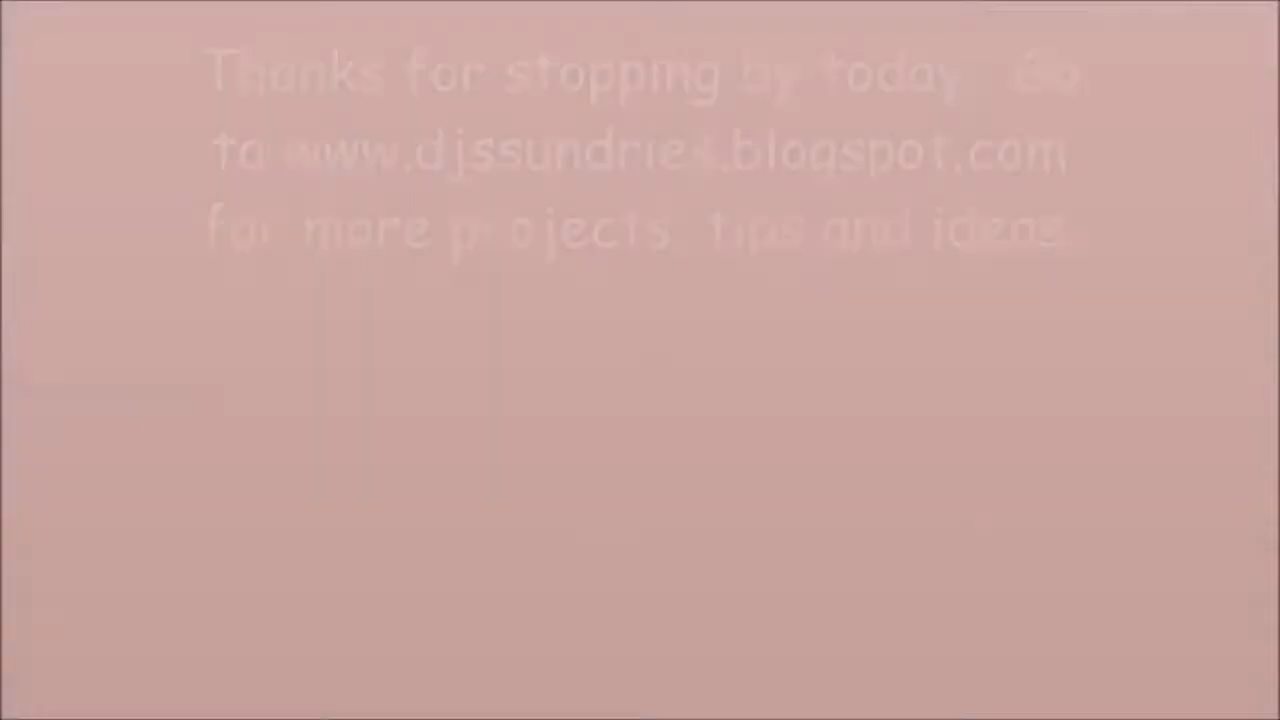 Thanks for stopping by today. Go
to www.djssundries.blogspot.com
for more projects, tips and ideas.